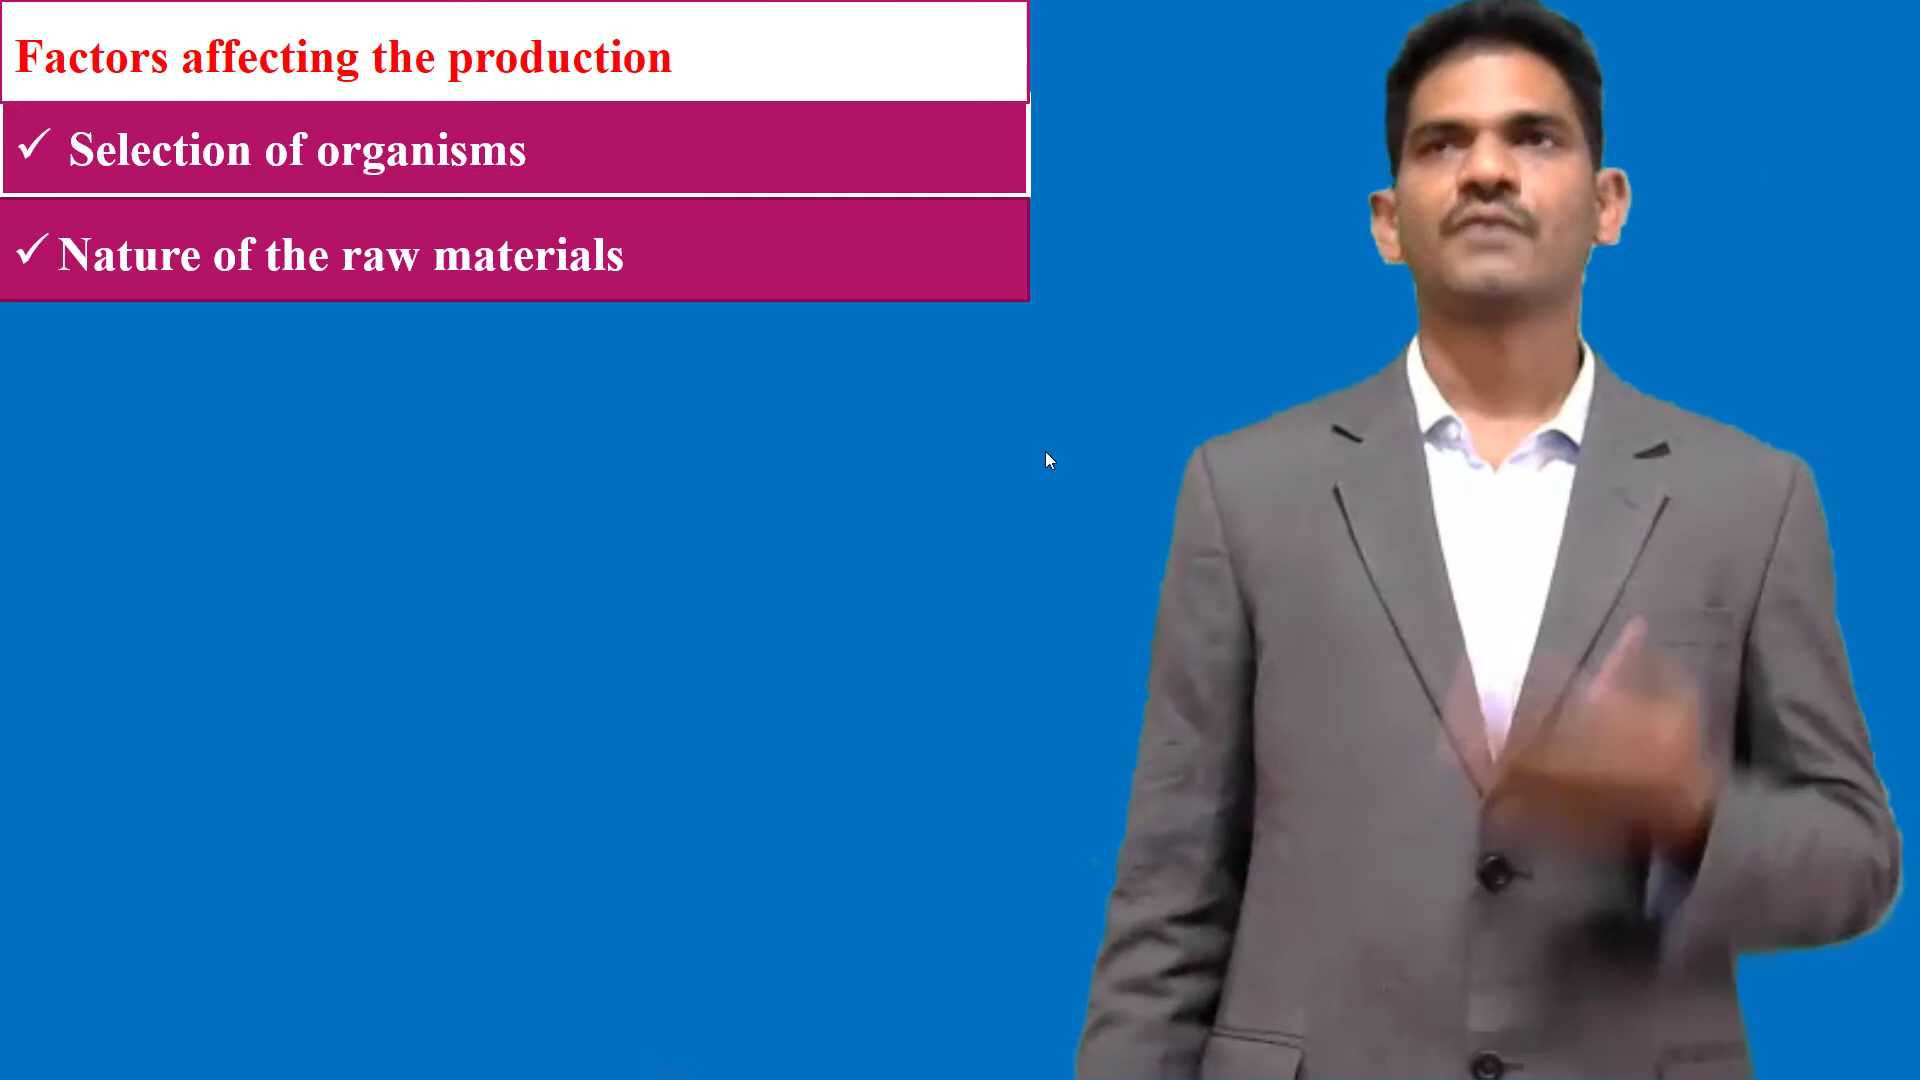 Factors affecting the production
✓ Selection of organisms
✓ Nature of the raw materials